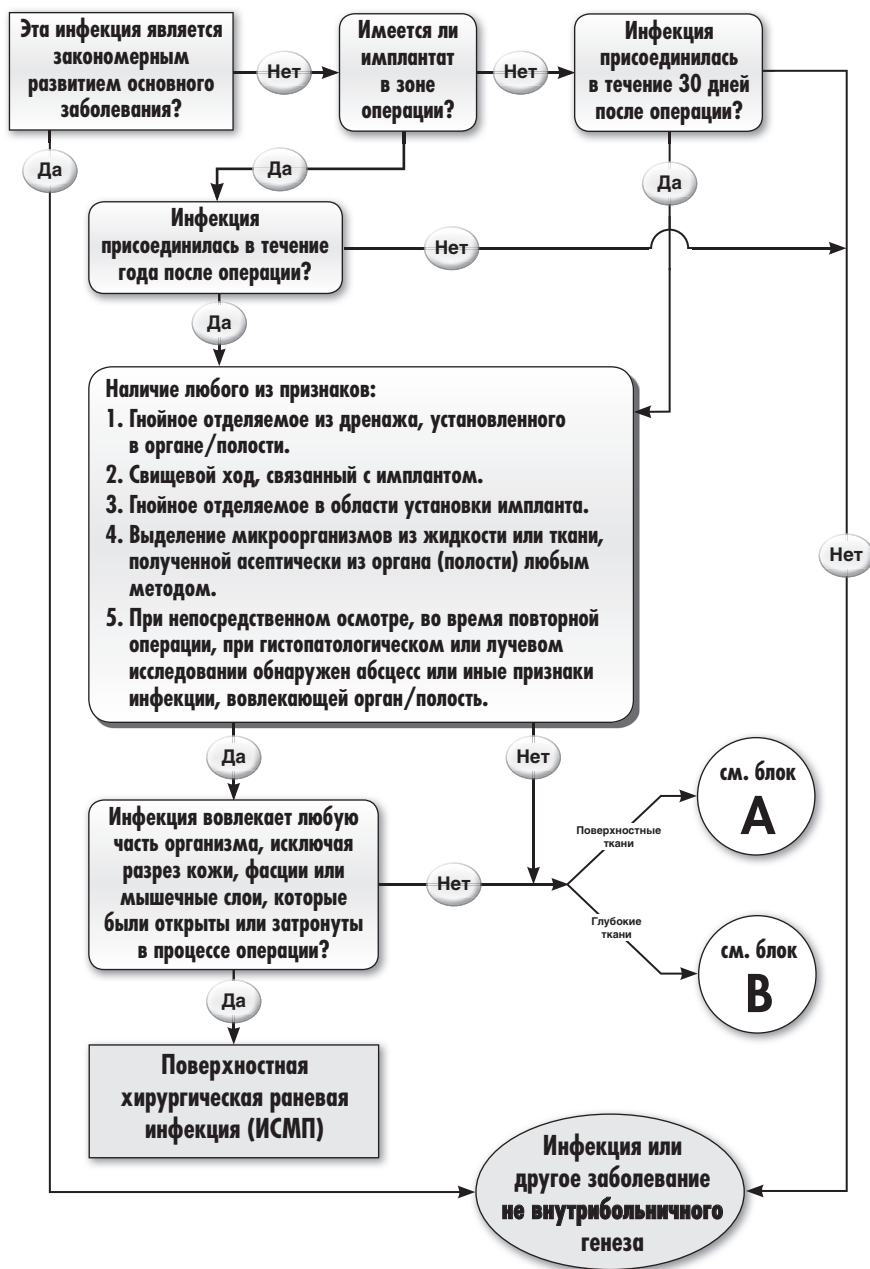 Эта инфекция является
закономерным
развитием основного
заболевания?
Нет
Имеется ли
имплантат
в зоне
операции?
Нет
Инфекция
присоединилась
в течение 30 дней
после операции?
Да
Да
Да
Инфекция
присоединилась в течение
года после операции?
Нет
Да
Наличие любого из признаков:
1. Гнойное отделяемое из дренажа, установленного
в органе/полости.
2. Свищевой ход, связанный с имплантом.
3. Гнойное отделяемое в области установки импланта.
4. Выделение микроорганизмов из жидкости или ткани,
полученной асептически из органа (полости) любым
методом.
5. При непосредственном осмотре, во время повторной
операции, при гистопатологическом или лучевом
исследовании обнаружен абсцесс или иные признаки
инфекции, вовлекающей орган/полость.
Нет
Да
Нет
Инфекция вовлекает любую
часть организма, исключая
разрез кожи, фасции или
мышечные слои, которые
были открыты или затронуты
в процессе операции?
Нет
Поверхностные
ткани
см. блок
A
Глубокие
ткани
см. блок
B
Да
Поверхностная
хирургическая раневая
инфекция (ИСМП)
Инфекция или
другое заболевание
не внутрибольничного
генеза